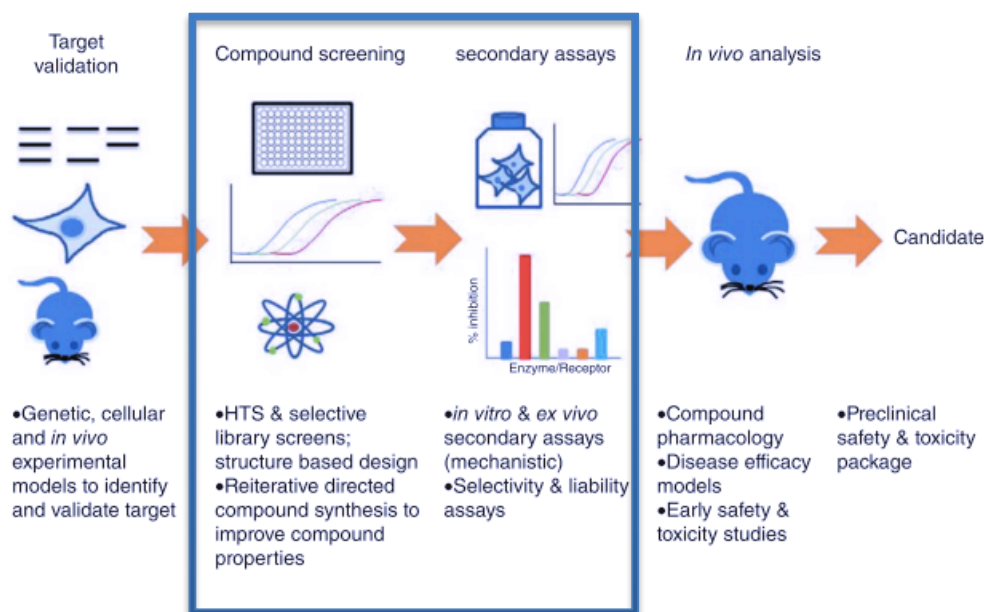 Target
validation
Compound screening
secondary assays
In vivo analysis
Candidate
% inhibition
Enzyme/Receptor
•Genetic, cellular
and in vivo
experimental
models to identify
and validate target
•HTS & selective
library screens;
structure based design
•Reiterative directed
compound synthesis to
improve compound
properties
•in vitro & ex vivo
secondary assays
(mechanistic)
•Selectivity & liability
assays
•Compound
pharmacology
•Disease efficacy
models
•Early safety &
toxicity studies
•Preclinical
safety & toxicity
package